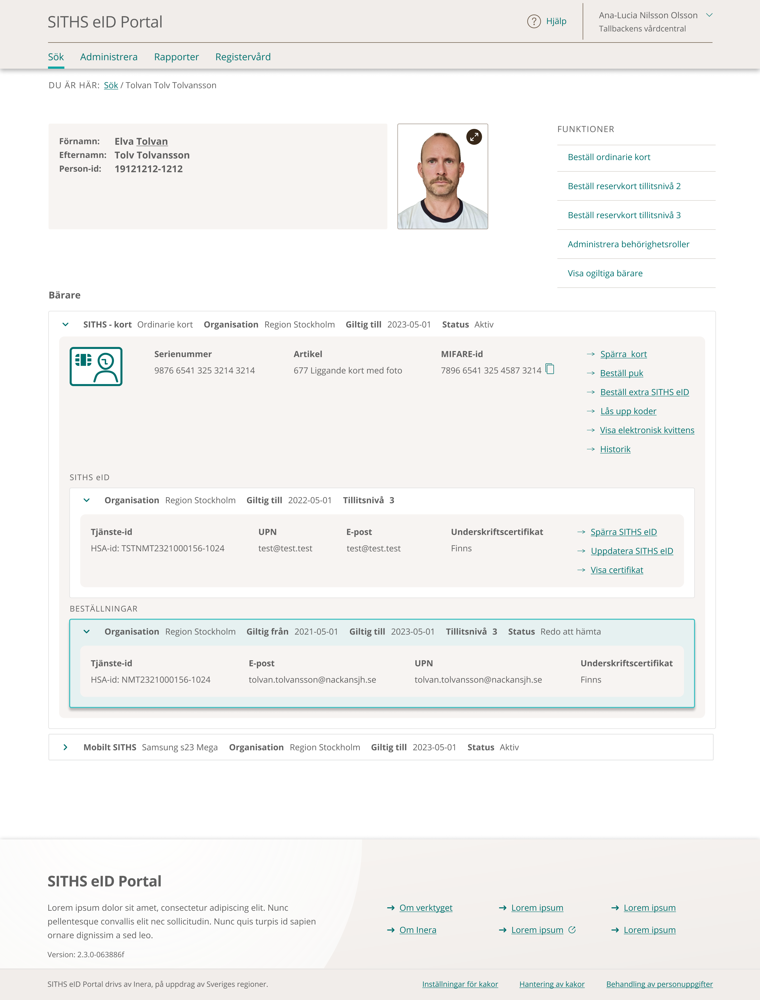 SITHS eID Portal
Hjälp
Ana-Lucia Nilsson Olsson
Tallbackens vårdcentral
Sök Administrera Rapporter Registervård
DU ÄR HÄR: Sök / Tolvan Tolv Tolvansson
Förnamn: Elva Tolvan
Efternamn: Tolv Tolvansson
Person-id: 19121212-1212
FUNKTIONER
Beställ ordinarie kort
Beställ reservkort tillitsnivå 2
Beställ reservkort tillitsnivå 3
Administrera behörighetsroller
Visa ogiltiga bärare
Bärare
SITHS - kort Ordinarie kort Organisation Region Stockholm Giltig till 2023-05-01 Status Aktiv
Serienummer Artikel MIFARE-id
9876 6541 325 3214 3214 677 Liggande kort med foto 7896 6541 325 4587 3214
Spärra kort
Beställ puk
Beställ extra SITHS eID
Lås upp koder
Visa elektronisk kvittens
Historik
SITHS eID
Organisation Region Stockholm Giltig till 2022-05-01 Tillitsnivå 3
Tjänste-id UPN E-post Underskriftscertifikat
HSA-id: TSTNMT2321000156-1024 test@test.test test@test.test Finns
Spärra SITHS eID
Uppdatera SITHS eID
Visa certifikat
BESTÄLLNINGAR
Organisation Region Stockholm Giltig från 2021-05-01 Giltig till 2023-05-01 Tillitsnivå 3 Status Redo att hämta
Tjänste-id E-post UPN Underskriftscertifikat
HSA-id: NMT2321000156-1024 tolvan.tolvansson@nackansjh.se tolvan.tolvansson@nackansjh.se Finns
Mobilt SITHS Samsung s23 Mega Organisation Region Stockholm Giltig till 2023-05-01 Status Aktiv
SITHS eID Portal
Lorem ipsum dolor sit amet, consectetur adipiscing elit. Nunc
pellentesque convallis elit nec sollicitudin. Nunc quis turpis id sapien
ornare dignissim a sed leo.
Version: 2.3.0-063886f
Om verktyget Lorem ipsum Lorem ipsum
Om Inera Lorem ipsum Lorem ipsum
SITHS eID Portal drivs av Inera, på uppdrag av Sveriges regioner.
Inställningar för kakor Hantering av kakor Behandling av personuppgifter